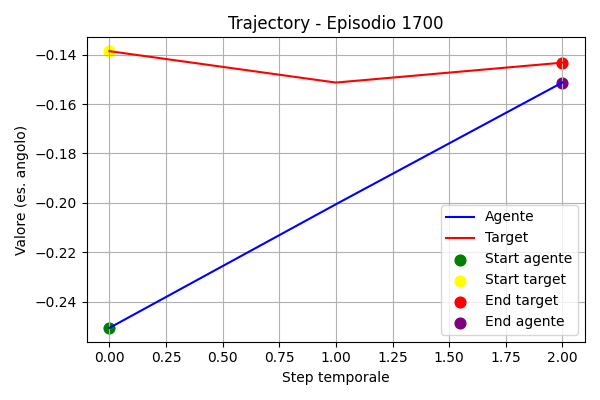 Trajectory - Episodio 1700
Valore (es. angolo)
−0.14
−0.16
−0.18
−0.20
−0.22
−0.24
Agente
Target
Start agente
Start target
End target
End agente
0.00 0.25 0.50 0.75 1.00 1.25 1.50 1.75 2.00
Step temporale